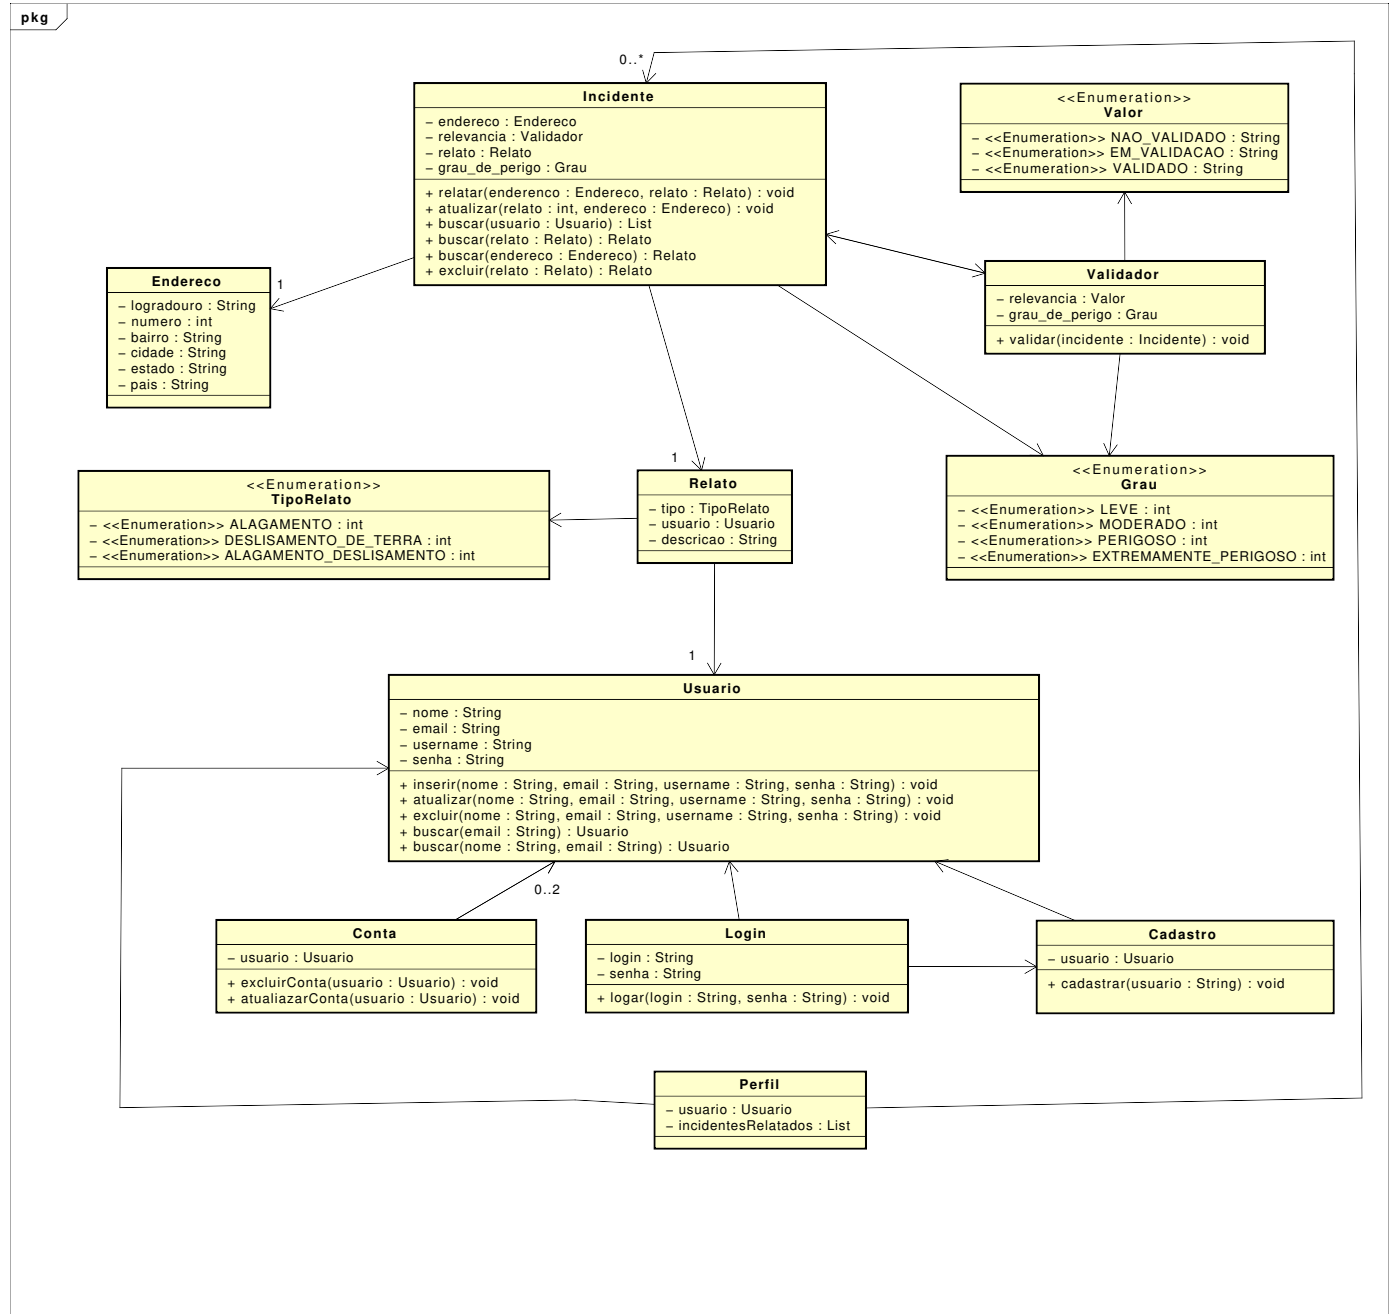 pkg
0..*
Incidente
− endereco : Endereco
− relevancia : Validador
− relato : Relato
− grau_de_perigo : Grau
+ relatar(enderenco : Endereco, relato : Relato) : void
+ atualizar(relato : int, endereco : Endereco) : void
+ buscar(usuario : Usuario) : List
+ buscar(relato : Relato) : Relato
+ buscar(endereco : Endereco) : Relato
+ excluir(relato : Relato) : Relato
<<Enumeration>>
Valor
− <<Enumeration>> NAO_VALIDADO : String
− <<Enumeration>> EM_VALIDACAO : String
− <<Enumeration>> VALIDADO : String
Endereco
− logradouro : String
− numero : int
− bairro : String
− cidade : String
− estado : String
− pais : String
1
Validador
− relevancia : Valor
− grau_de_perigo : Grau
+ validar(incidente : Incidente) : void
<<Enumeration>>
TipoRelato
− <<Enumeration>> ALAGAMENTO : int
− <<Enumeration>> DESLISAMENTO_DE_TERRA : int
− <<Enumeration>> ALAGAMENTO_DESLISAMENTO : int
1
Relato
− tipo : TipoRelato
− usuario : Usuario
− descricao : String
<<Enumeration>>
Grau
− <<Enumeration>> LEVE : int
− <<Enumeration>> MODERADO : int
− <<Enumeration>> PERIGOSO : int
− <<Enumeration>> EXTREMAMENTE_PERIGOSO : int
1
Usuario
− nome : String
− email : String
− username : String
− senha : String
+ inserir(nome : String, email : String, username : String, senha : String) : void
+ atualizar(nome : String, email : String, username : String, senha : String) : void
+ excluir(nome : String, email : String, username : String, senha : String) : void
+ buscar(email : String) : Usuario
+ buscar(nome : String, email : String) : Usuario
0..2
Conta
− usuario : Usuario
+ excluirConta(usuario : Usuario) : void
+ atualiazarConta(usuario : Usuario) : void
Login
− login : String
− senha : String
+ logar(login : String, senha : String) : void
Cadastro
− usuario : Usuario
+ cadastrar(usuario : String) : void
Perfil
− usuario : Usuario
− incidentesRelatados : List